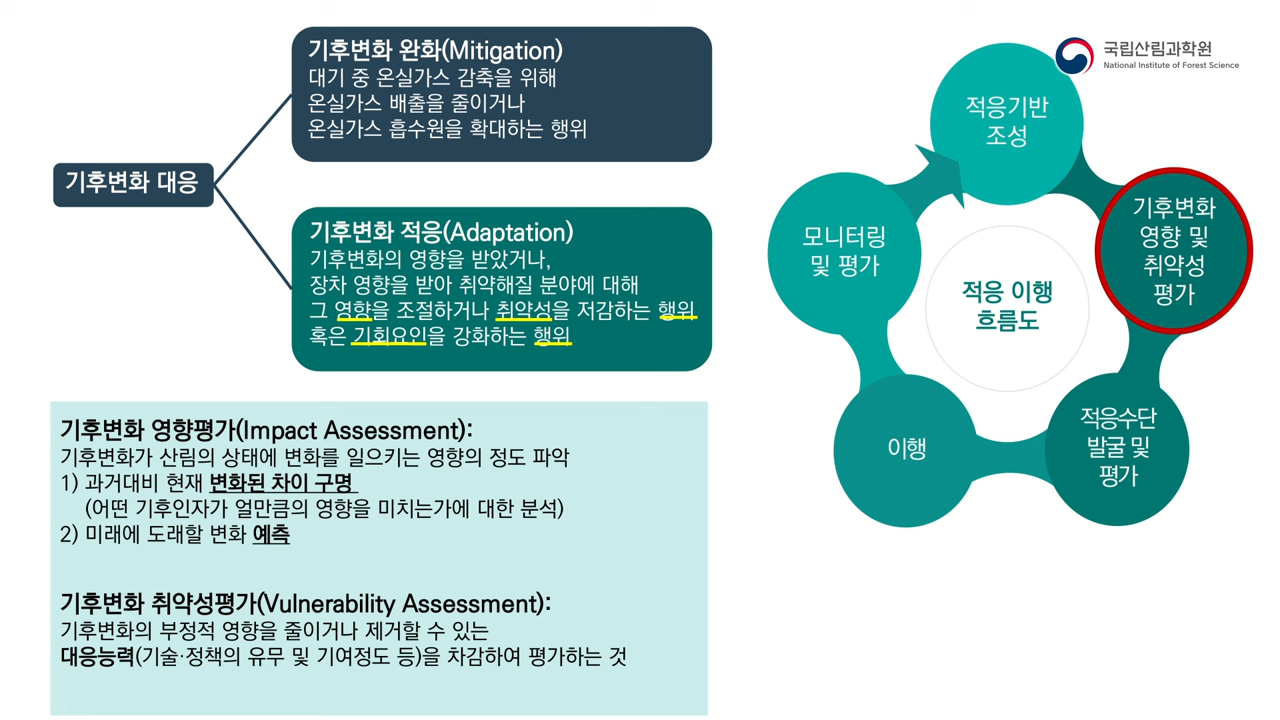 국립산림과학원
National Institute of Forest Science
기후변화 대응
기후변화 완화(Mitigation)
대기 중 온실가스 감축을 위해
온실가스 배출을 줄이거나
온실가스 흡수원을 확대하는 행위
기후변화 적응(Adaptation)
기후변화의 영향을 받았거나,
장차 영향을 받아 취약해질 분야에 대해
그 영향을 조절하거나 취약성을 저감하는 행위
혹은 기회요인을 강화하는 행위
기후변화 영향평가(Impact Assessment):
기후변화가 산림의 상태에 변화를 일으키는 영향의 정도 파악
1) 과거대비 현재 변화된 차이 구명
(어떤 기후인자가 얼만큼의 영향을 미치는가에 대한 분석)
2) 미래에 도래할 변화 예측
기후변화 취약성평가(Vulnerability Assessment):
기후변화의 부정적 영향을 줄이거나 제거할 수 있는
대응능력(기술·정책의 유무 및 기여정도 등)을 차감하여 평가하는 것
적응 이행
흐름도
적응기반
조성
기후변화
영향 및
취약성
평가
적응수단
발굴 및
평가
이행
모니터링
및 평가